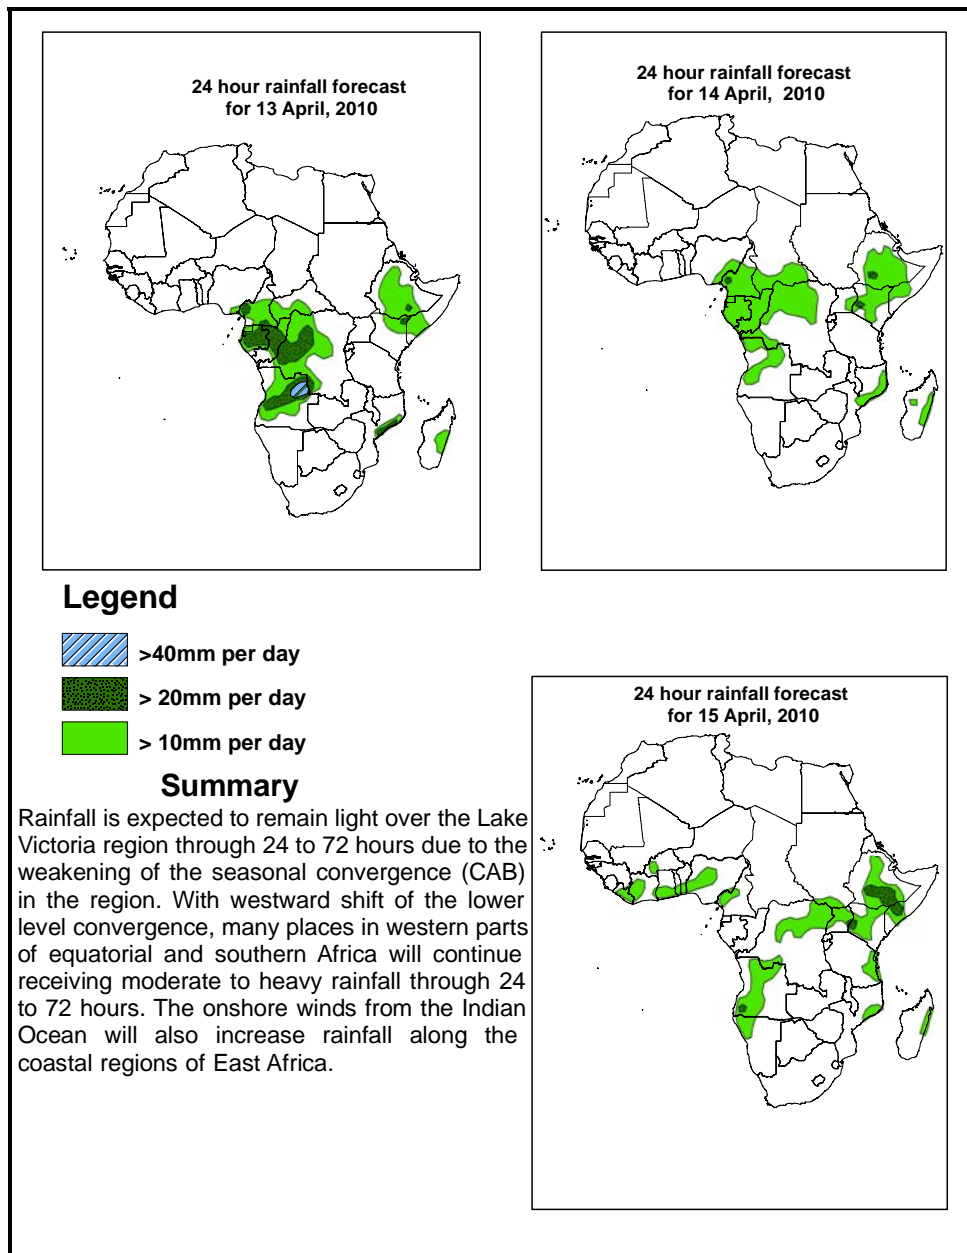 24 hour rainfall forecast
for 13 April, 2010
24 hour rainfall forecast
for 14 April, 2010
Legend
>40mm per day
> 20mm per day
> 10mm per day
Summary
Rainfall is expected to remain light over the Lake
Victoria region through 24 to 72 hours due to the
weakening of the seasonal convergence (CAB)
in the region. With westward shift of the lower
level convergence, many places in western parts
of equatorial and southern Africa will continue
receiving moderate to heavy rainfall through 24
to 72 hours. The onshore winds from the Indian
Ocean will also increase rainfall along the
coastal regions of East Africa.
24 hour rainfall forecast
for 15 April, 2010